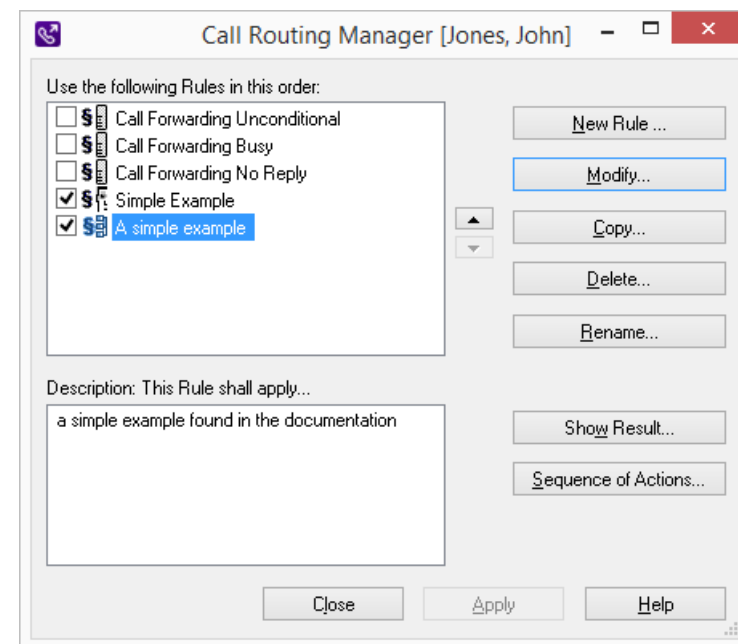 Call Routing Manager [Jones, John]
Use the following Rules in this order:
Call Forwarding Unconditional
Call Forwarding Busy
Call Forwarding No Reply
Simple Example
A simple example
New Rule ...
Modify...
Copy...
Delete...
Rename...
Description: This Rule shall apply...
a simple example found in the documentation
Show Result...
Sequence of Actions...
Close
Apply
Help